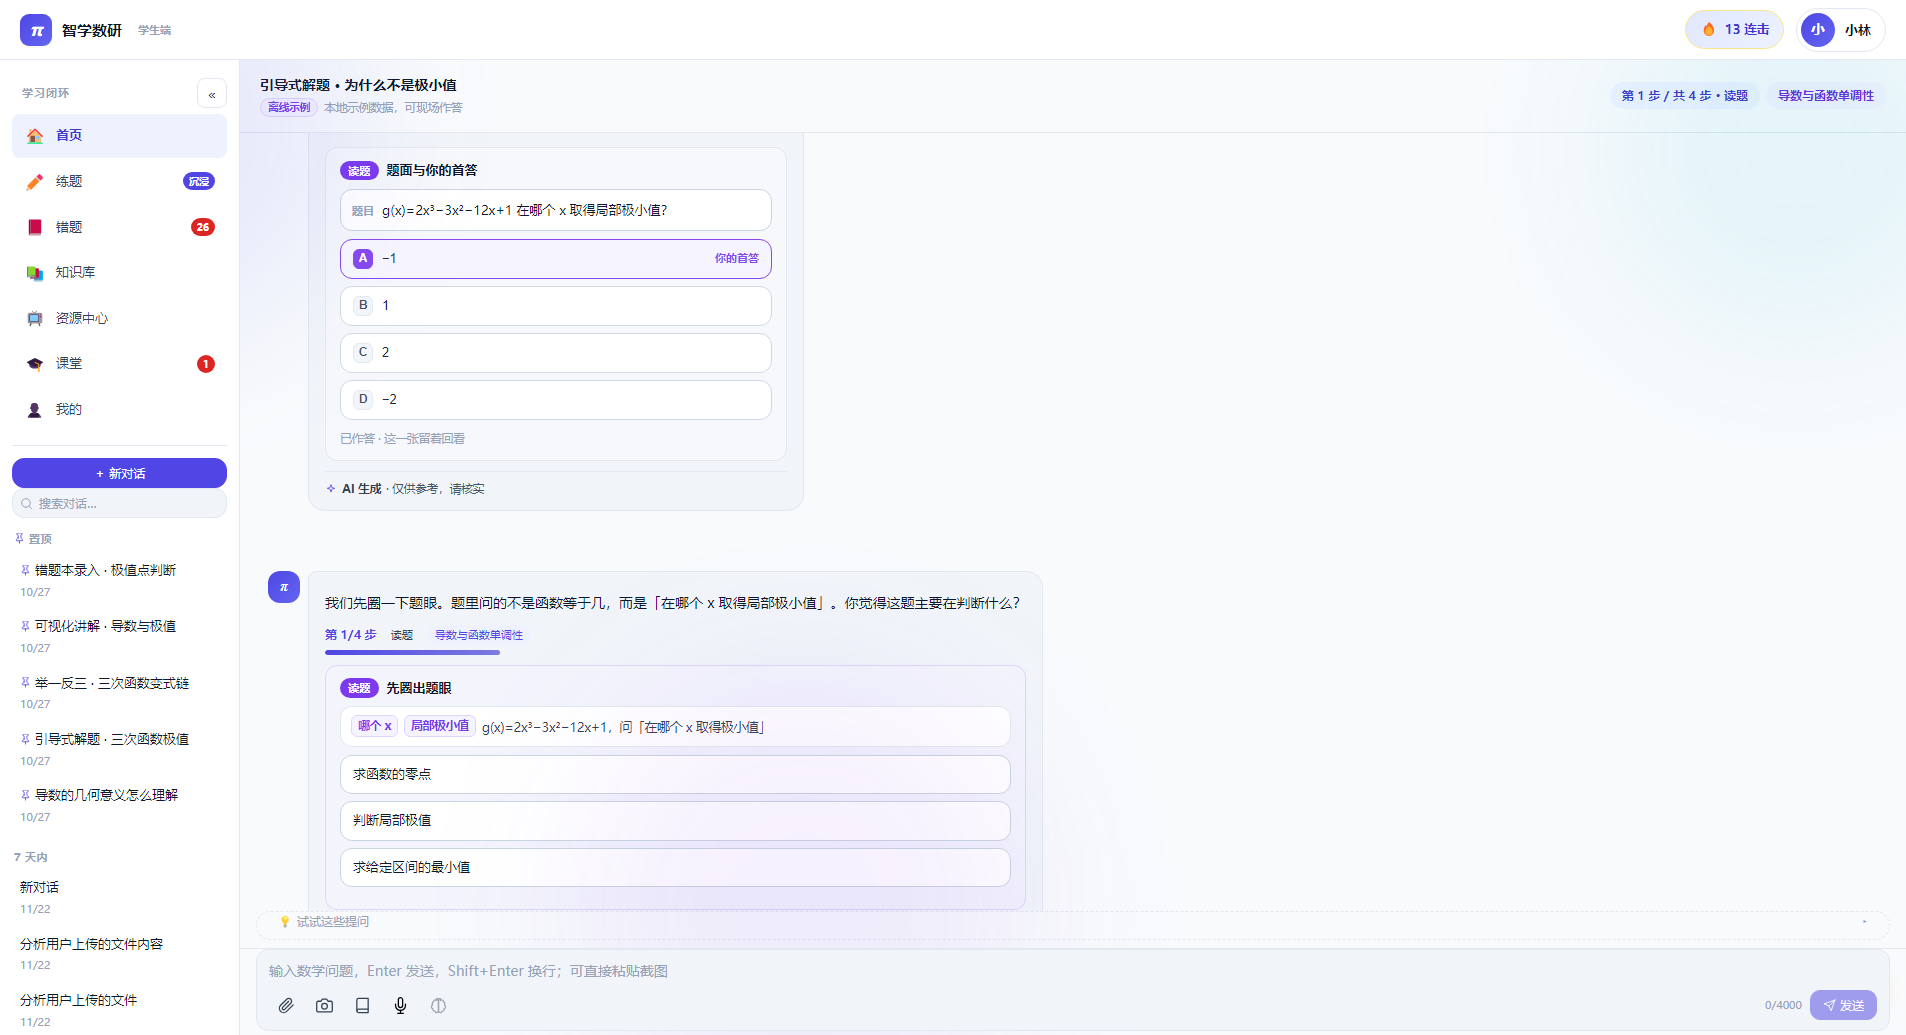 π 智学数研 学生端
13 连击
小 小林
学习闭环 «
首页
练题 沉浸
错题 26
知识库
资源中心
课堂 1
我的
+ 新对话
搜索对话...
置顶
错题本录入 · 极值点判断
10/27
可视化讲解 · 导数与极值
10/27
举一反三 · 三次函数变式链
10/27
引导式解题 · 三次函数极值
10/27
导数的几何意义怎么理解
10/27
7 天内
新对话
11/22
分析用户上传的文件内容
11/22
分析用户上传的文件
11/22
引导式解题 • 为什么不是极小值
离线示例 本地示例数据，可现场作答
第 1 步 / 共 4 步 • 读题 导数与函数单调性
读题 题面与你的首答
题目 g(x)=2x³−3x²−12x+1 在哪个 x 取得局部极小值?
A −1 你的首答
B 1
C 2
D −2
已作答 · 这一张留着回看
AI 生成 · 仅供参考，请核实
π
我们先圈一下题眼。题里问的不是函数等于几，而是「在哪个 x 取得局部极小值」。你觉得这题主要在判断什么?
第 1/4 步 读题 导数与函数单调性
读题 先圈出题眼
哪个 x 局部极小值 g(x)=2x³−3x²−12x+1，问「在哪个 x 取得极小值」
求函数的零点
判断局部极值
求给定区间的最小值
试试这些提问
输入数学问题，Enter 发送，Shift+Enter 换行；可直接粘贴截图
0/4000 发送